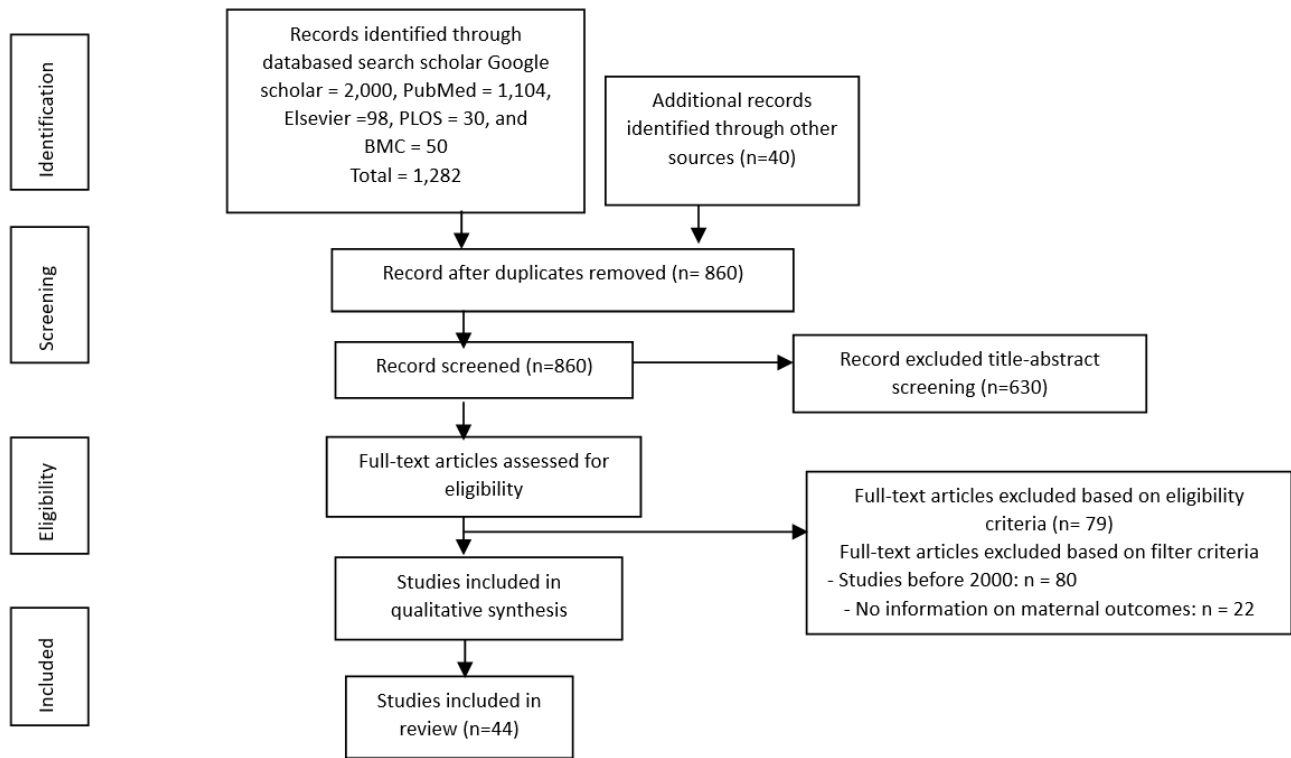 Identification
Records identified through
databased search scholar Google
scholar = 2,000, PubMed = 1,104,
Elsevier =98, PLOS = 30, and
BMC = 50
Total = 1,282
Additional records
identified through other
sources (n=40)
Screening
Record after duplicates removed (n= 860)
Record screened (n=860)
Record excluded title-abstract
screening (n=630)
Eligibility
Full-text articles assessed for
eligibility
Full-text articles excluded based on eligibility
criteria (n= 79)
Full-text articles excluded based on filter criteria
- Studies before 2000: n = 80
- No information on maternal outcomes: n = 22
Studies included in
qualitative synthesis
Included
Studies included in
review (n=44)